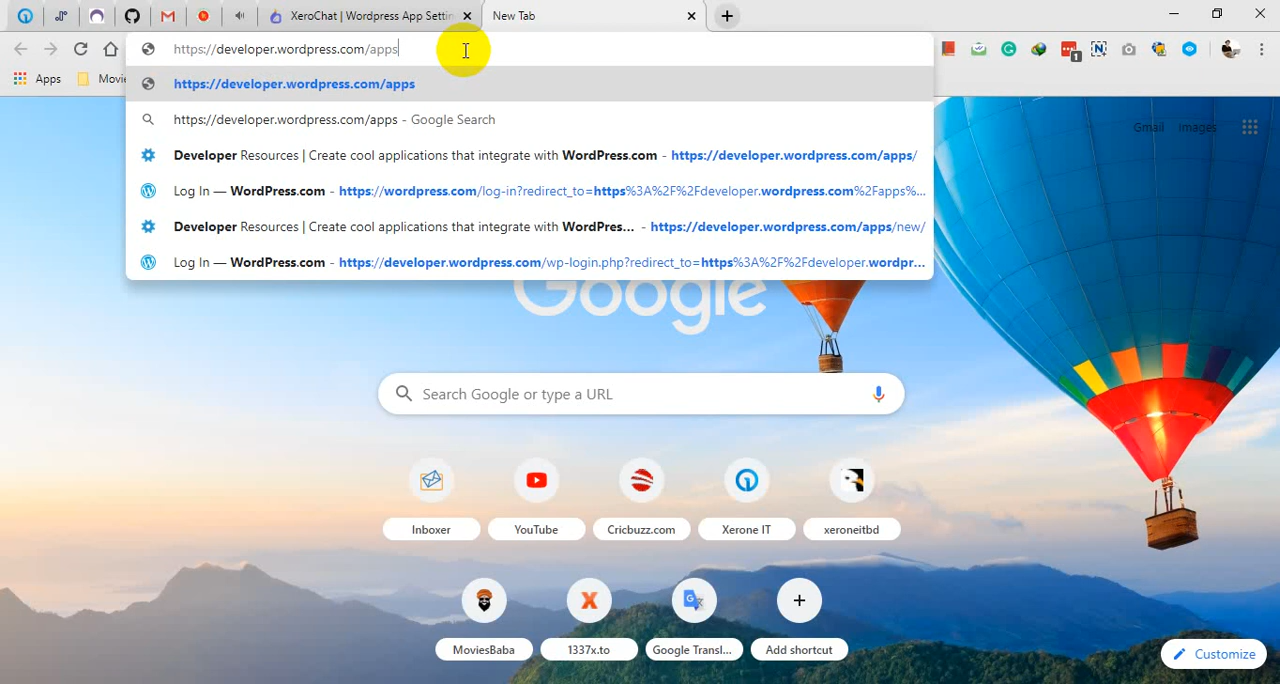 XeroChat | Wordpress App Settin
New Tab
https://developer.wordpress.com/apps
1
Apps
Movie
https://developer.wordpress.com/apps
https://developer.wordpress.com/apps - Google Search
Developer Resources | Create cool applications that integrate with WordPress.com - https://developer.wordpress.com/apps/
Log In — WordPress.com - https://wordpress.com/log-in?redirect_to=https%3A%2F%2Fdeveloper.wordpress.com%2Fapps%...
Developer Resources | Create cool applications that integrate with WordPres... - https://developer.wordpress.com/apps/new/
Log In — WordPress.com - https://developer.wordpress.com/wp-login.php?redirect_to=https%3A%2F%2Fdeveloper.wordpr...
Gmail Images
Google
Search Google or type a URL
Inboxer
YouTube
Cricbuzz.com
Xerone IT
xeroneitbd
MoviesBaba
1337x.to
Google Transl...
Add shortcut
Customize